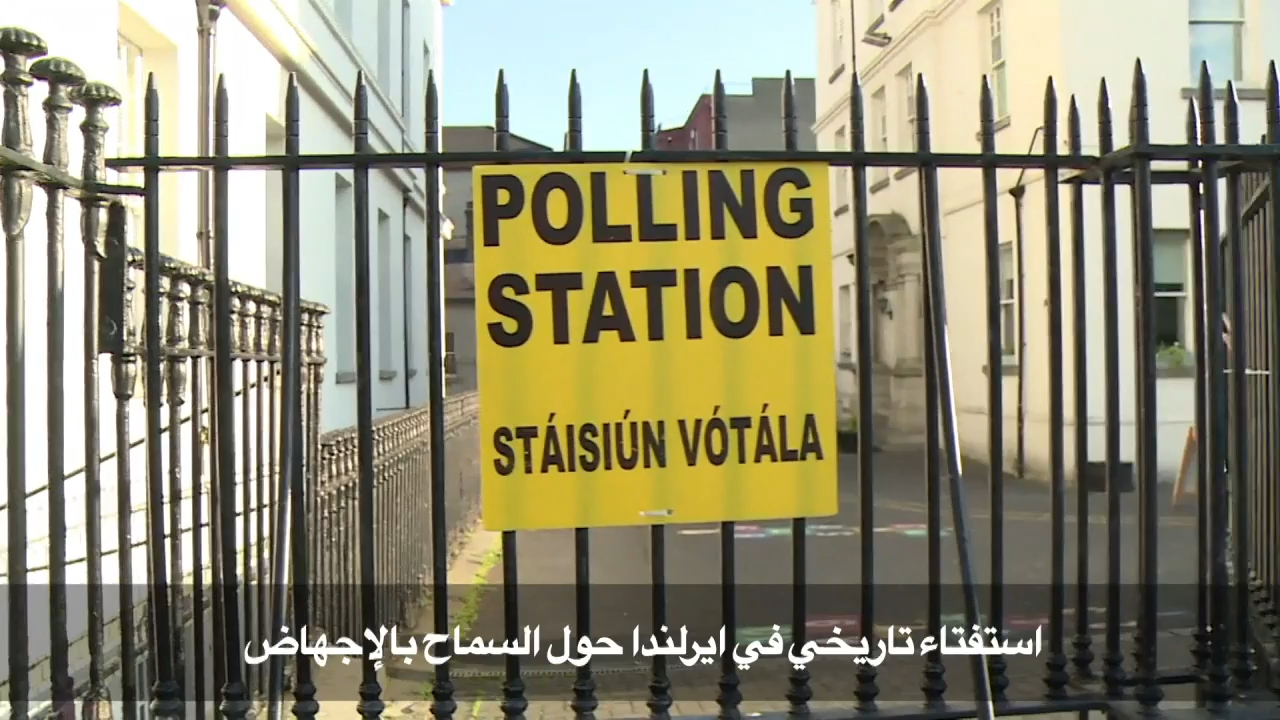 POLLING
STATION
STÁISIÚN VÓTÁLA
استفتاء تاريخي في ايرلندا حول السماح بالإجهاض